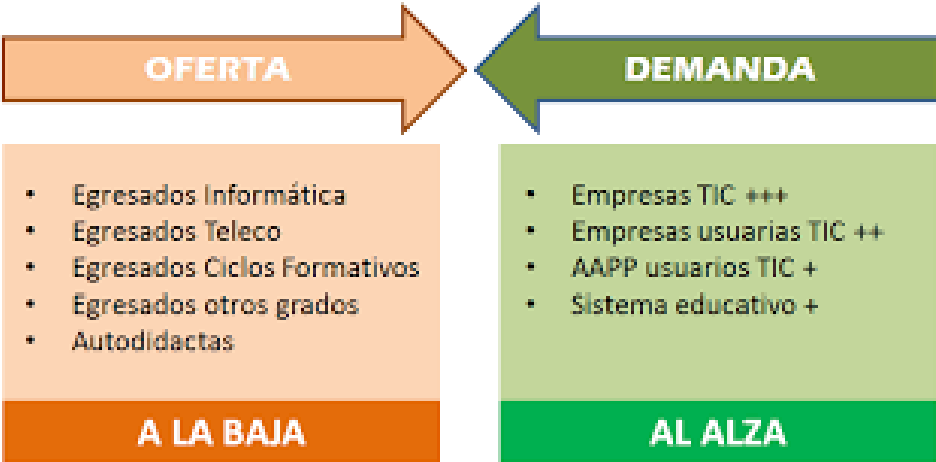 OFERTA
• Egresados Informática
• Egresados Teleco
• Egresados Ciclos Formativos
• Egresados otros grados
• Autodidactas
A LA BAJA
DEMANDA
• Empresas TIC +++
• Empresas usuarias TIC ++
• AAPP usuarios TIC +
• Sistema educativo +
AL ALZA